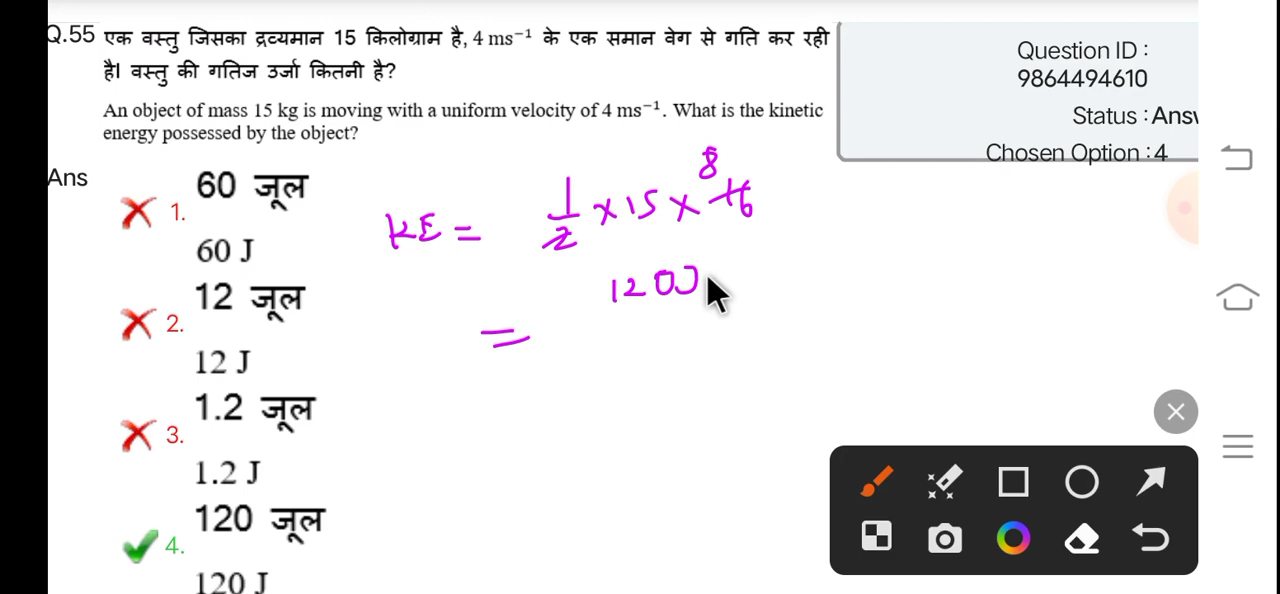 Q.55 एक वस्तु जिसका द्रव्यमान 15 किलोग्राम है, 4 ms⁻¹ के एक समान वेग से गति कर रही
है। वस्तु की गतिज उर्जा कितनी है?
An object of mass 15 kg is moving with a uniform velocity of 4 ms⁻¹. What is the kinetic
energy possessed by the object?
Question ID :
9864494610
Status : Answ
Chosen Option : 4
Ans
1. 60 जूल
60 J
2. 12 जूल
12 J
3. 1.2 जूल
1.2 J
4. 120 जूल
120 J
8
KE = 1/2 × 15 × 16
120J
=